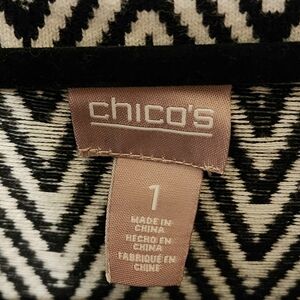 chico's
1
MADE IN
CHINA
HECHO EN
CHINA
FABRIQUÉ EN
CHINE